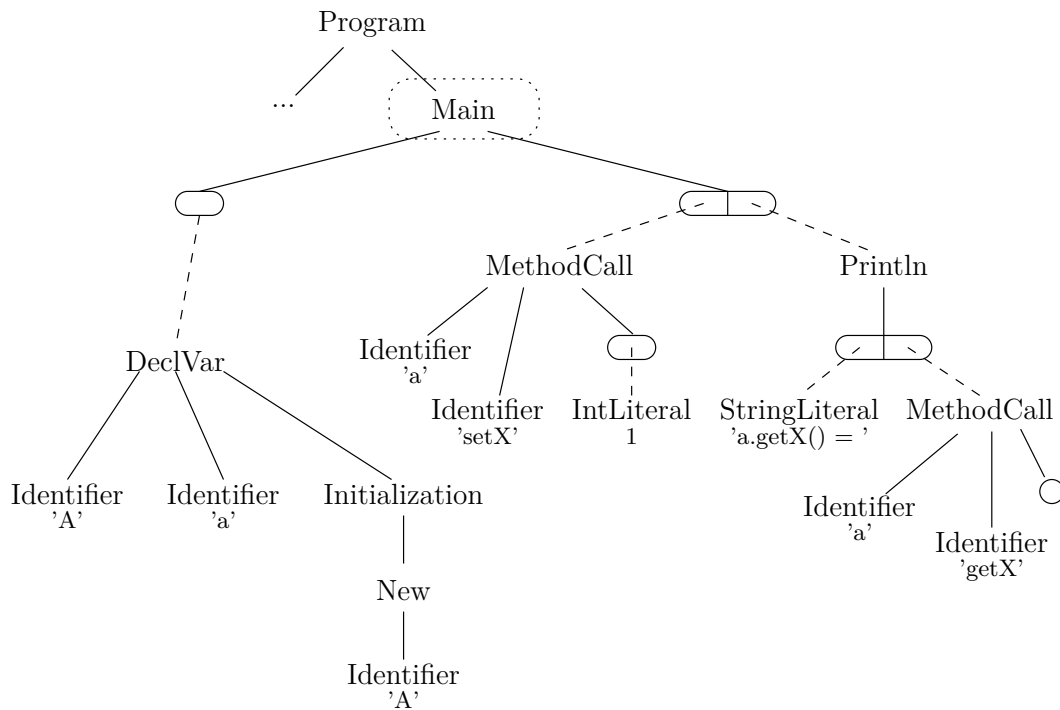 Program
...
Main
MethodCall
Println
Identifier
'a'
DeclVar
Identifier
'setX'
IntLiteral
1
StringLiteral
'a.getX() = '
MethodCall
Identifier
'A'
Identifier
'a'
Initialization
Identifier
'a'
Identifier
'getX'
New
Identifier
'A'